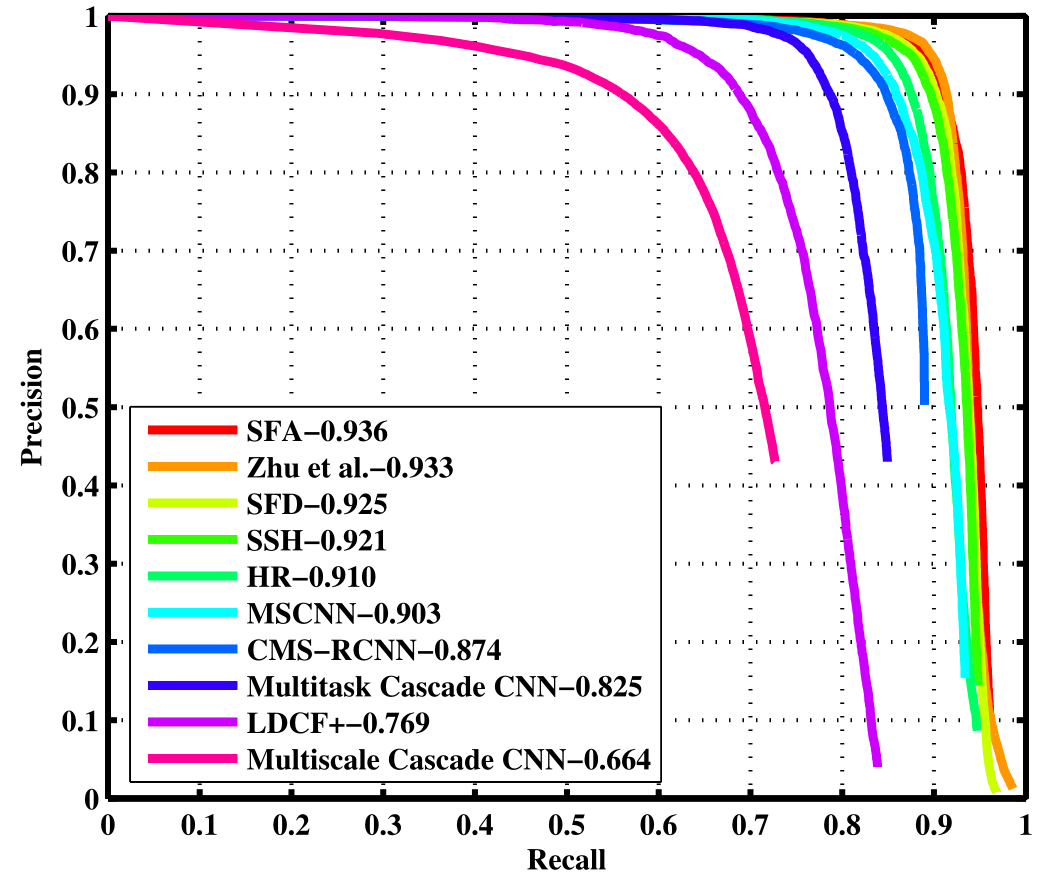 1
0.9
0.8
0.7
0.6
0.5
0.4
0.3
0.2
0.1
0
Precision
SFA−0.936
Zhu et al.−0.933
SFD−0.925
SSH−0.921
HR−0.910
MSCNN−0.903
CMS−RCNN−0.874
Multitask Cascade CNN−0.825
LDCF+−0.769
Multiscale Cascade CNN−0.664
0 0.1 0.2 0.3 0.4 0.5 0.6 0.7 0.8 0.9 1
Recall